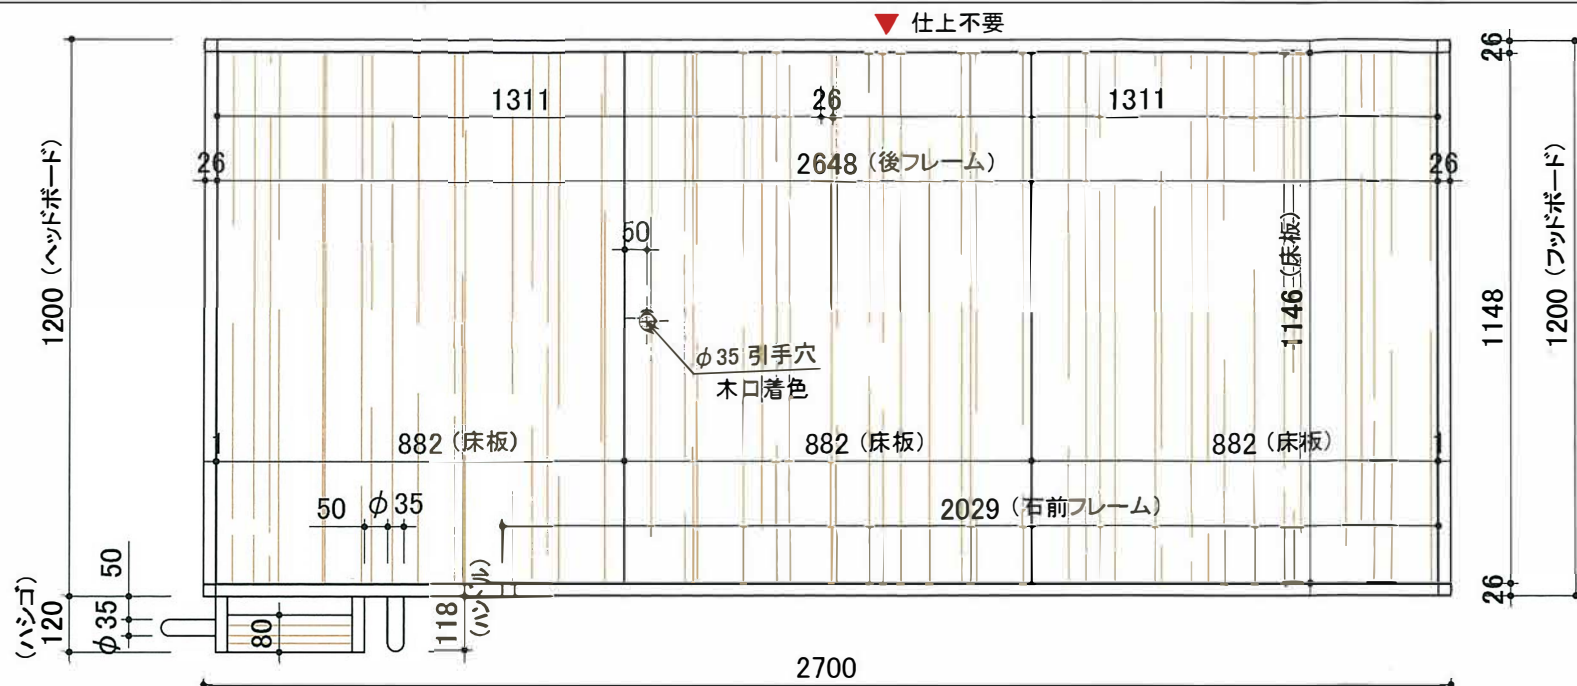 仕上不要
26
1311
26
1311
26
2648 (後フレーム)
26
1200 (ヘッドボード)
50
1146 (床板)
1148
1200 (フッドボード)
φ35 引手穴
木口着色
1
882 (床板)
882 (床板)
882 (床板)
1
50
φ35
2029 (右前フレーム)
50
φ35
(ハシゴ)
120
80
118
(ハンドル)
26
2700